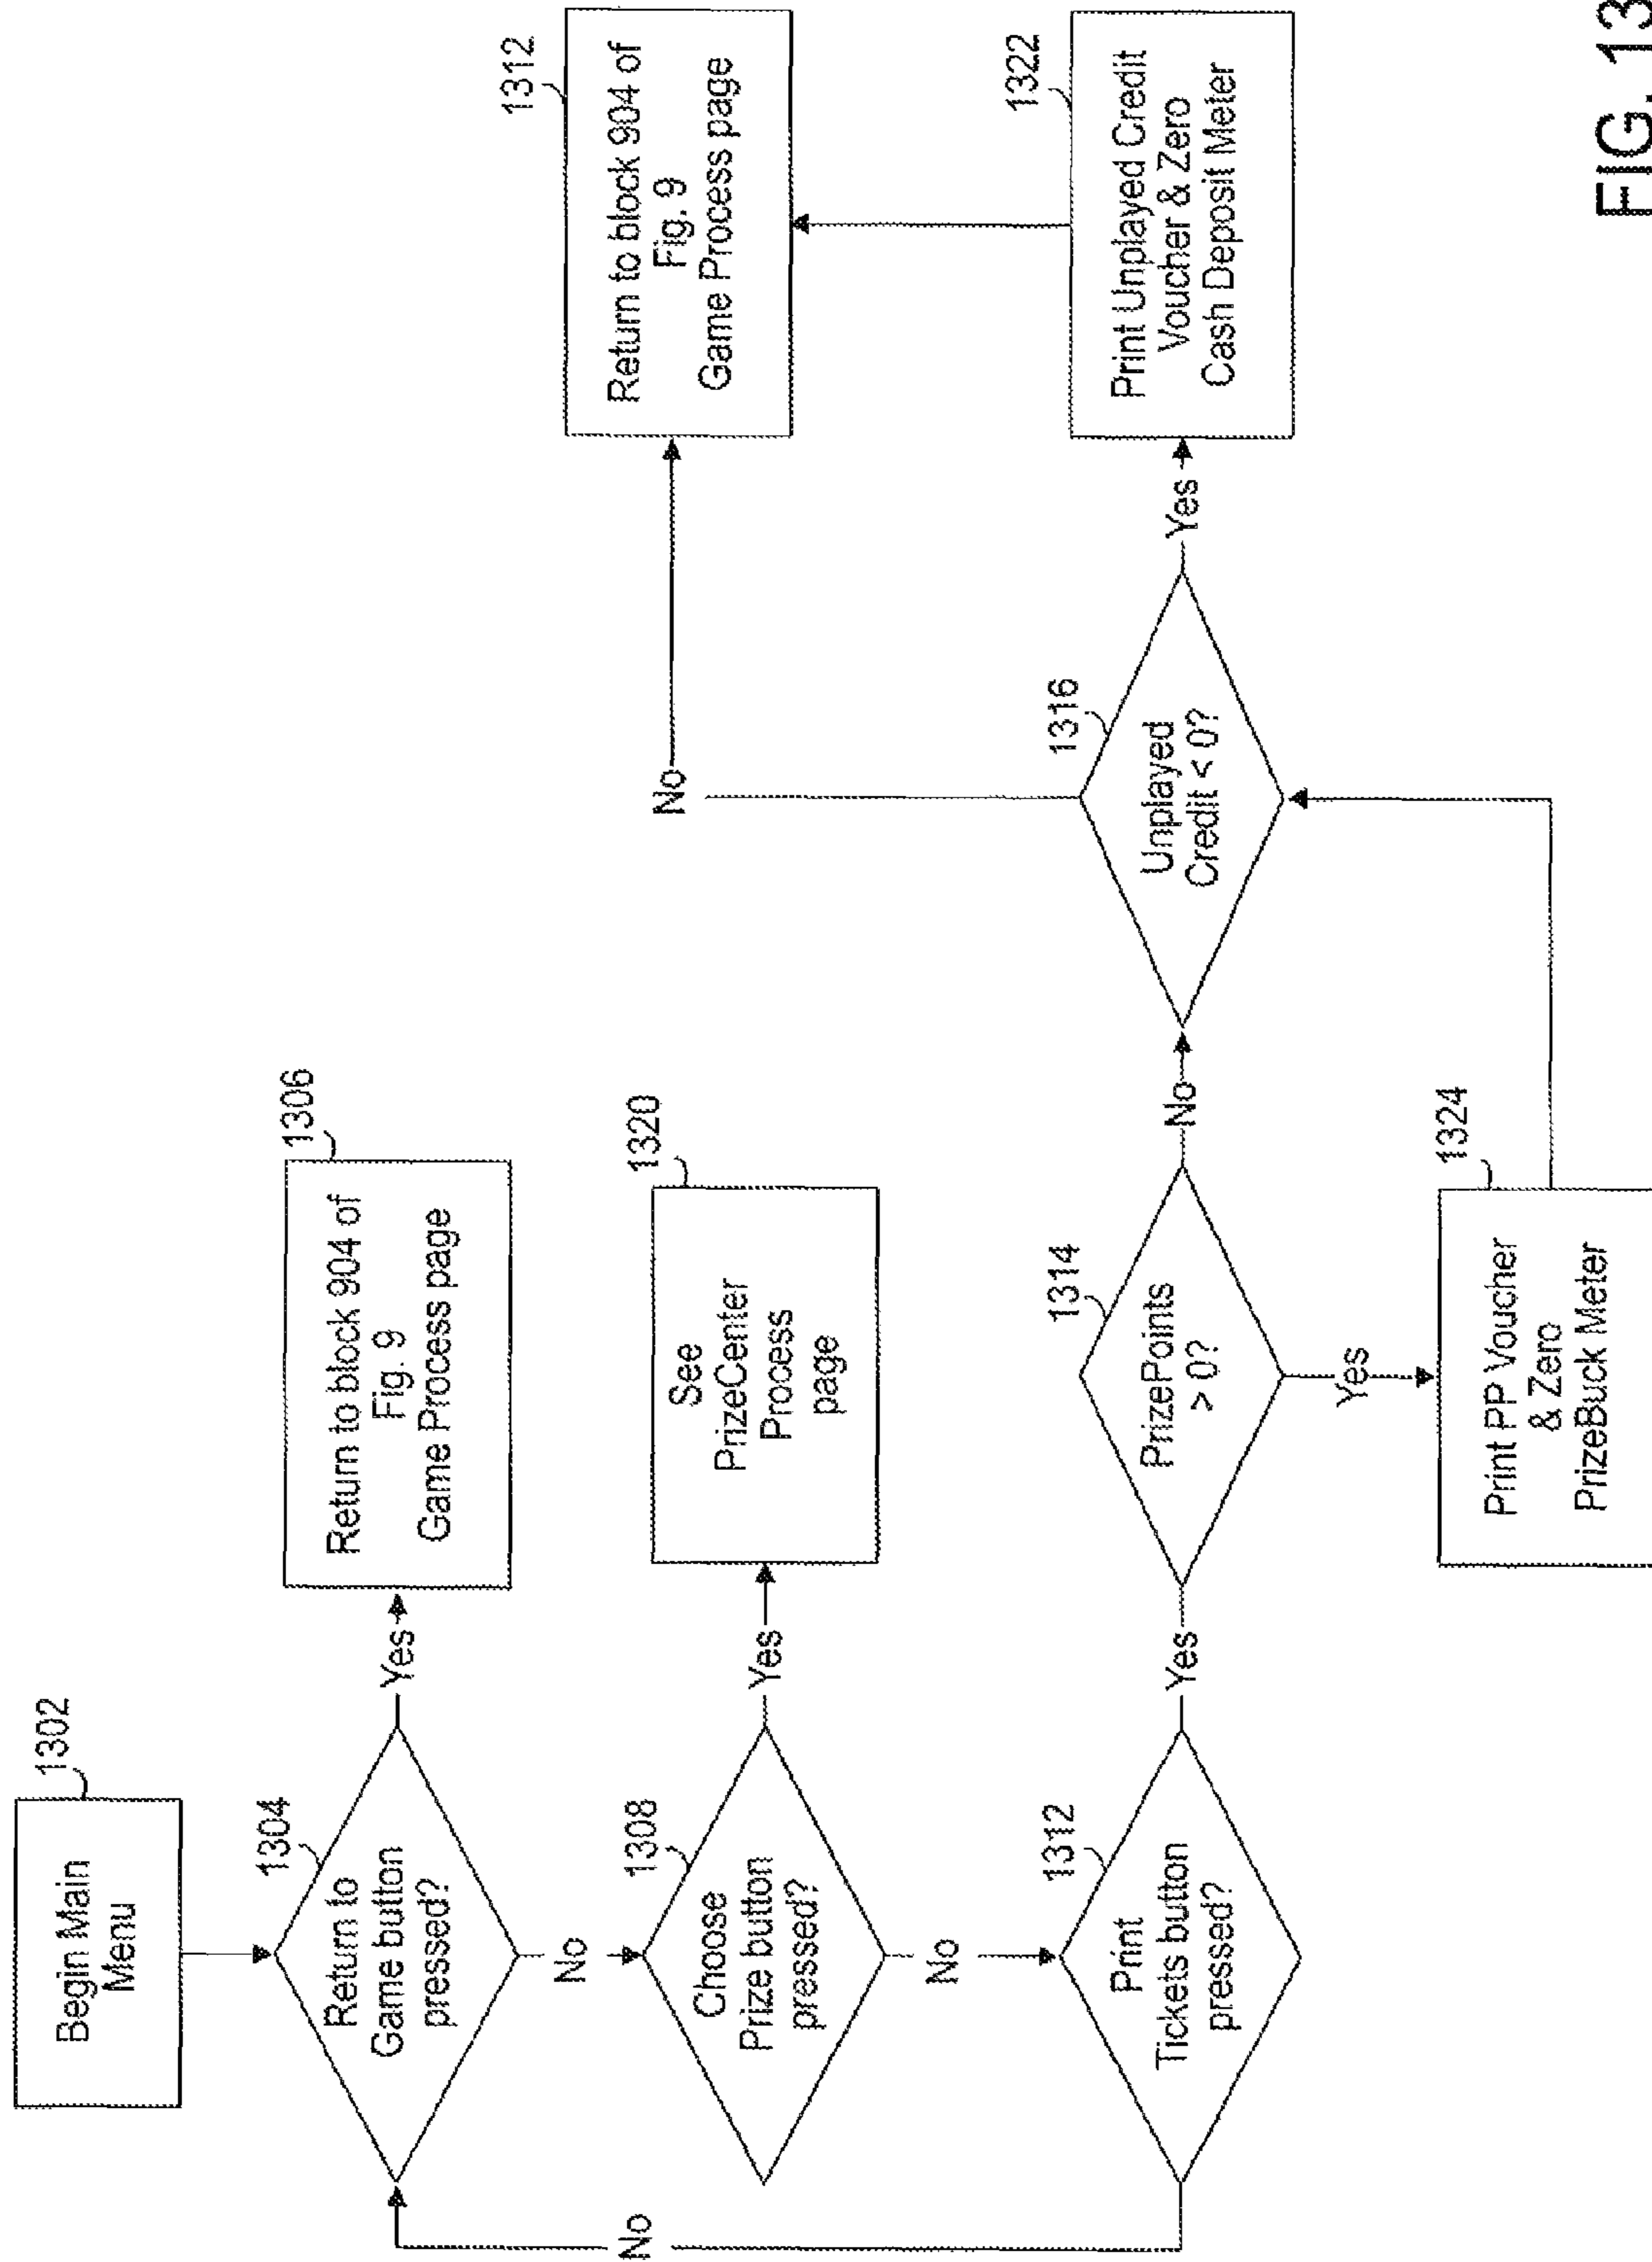 1302
Begin Main
Menu
1304
Return to
Game button
pressed?
Yes
1306
Return to block 904 of
Fig. 9
Game Process page
No
1308
Choose
Prize button
pressed?
Yes
1320
See
PrizeCenter
Process
page
No
1312
Print
Tickets button
pressed?
No
Yes
1314
PrizePoints
> 0?
Yes
1324
Print PP Voucher
& Zero
PrizeBuck Meter
No
1316
Unplayed
Credit < 0?
No
1312
Return to block 904 of
Fig. 9
Game Process page
Yes
1322
Print Unplayed Credit
Voucher & Zero
Cash Deposit Meter
FIG. 13